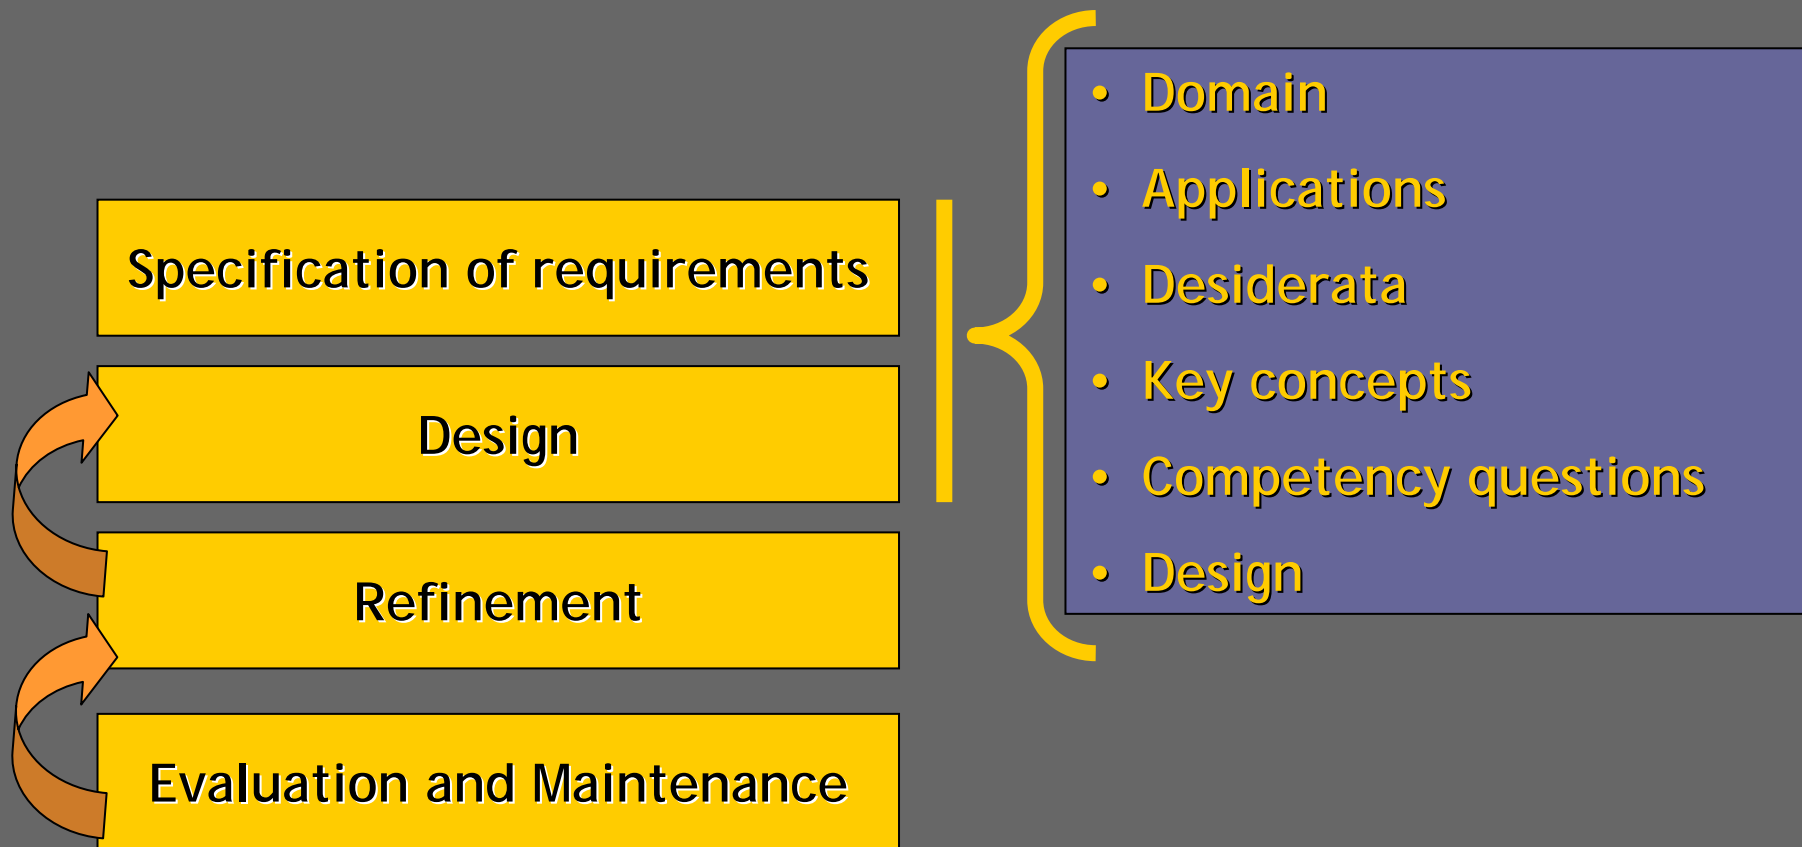 Specification of requirements
Design
Refinement
Evaluation and Maintenance
• Domain
• Applications
• Desiderata
• Key concepts
• Competency questions
• Design